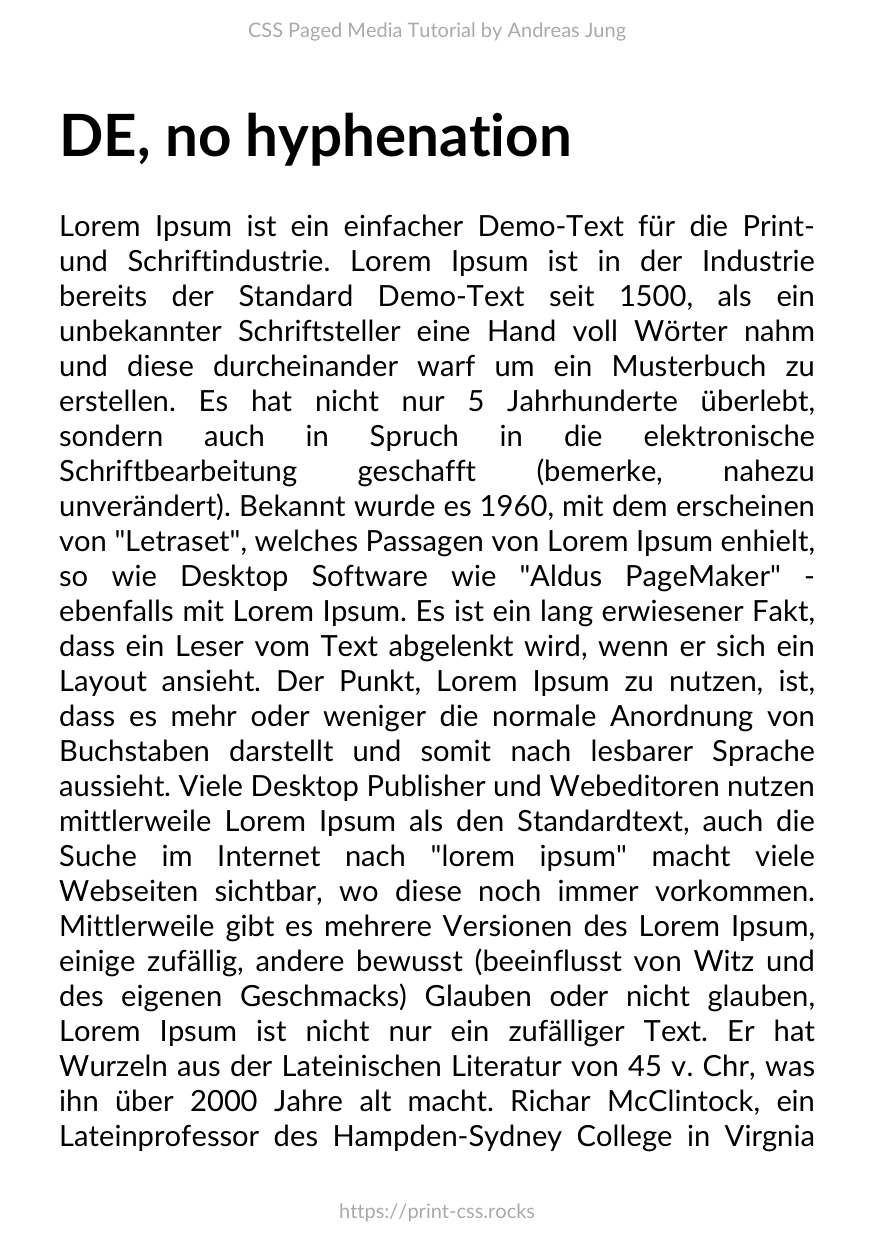 CSS Paged Media Tutorial by Andreas Jung
DE, no hyphenation
Lorem Ipsum ist ein einfacher Demo-Text für die Print-
und Schriftindustrie. Lorem Ipsum ist in der Industrie
bereits der Standard Demo-Text seit 1500, als ein
unbekannter Schriftsteller eine Hand voll Wörter nahm
und diese durcheinander warf um ein Musterbuch zu
erstellen. Es hat nicht nur 5 Jahrhunderte überlebt,
sondern auch in Spruch in die elektronische
Schriftbearbeitung geschafft (bemerke, nahezu
unverändert). Bekannt wurde es 1960, mit dem erscheinen
von "Letraset", welches Passagen von Lorem Ipsum enhielt,
so wie Desktop Software wie "Aldus PageMaker" -
ebenfalls mit Lorem Ipsum. Es ist ein lang erwiesener Fakt,
dass ein Leser vom Text abgelenkt wird, wenn er sich ein
Layout ansieht. Der Punkt, Lorem Ipsum zu nutzen, ist,
dass es mehr oder weniger die normale Anordnung von
Buchstaben darstellt und somit nach lesbarer Sprache
aussieht. Viele Desktop Publisher und Webeditoren nutzen
mittlerweile Lorem Ipsum als den Standardtext, auch die
Suche im Internet nach "lorem ipsum" macht viele
Webseiten sichtbar, wo diese noch immer vorkommen.
Mittlerweile gibt es mehrere Versionen des Lorem Ipsum,
einige zufällig, andere bewusst (beeinflusst von Witz und
des eigenen Geschmacks) Glauben oder nicht glauben,
Lorem Ipsum ist nicht nur ein zufälliger Text. Er hat
Wurzeln aus der Lateinischen Literatur von 45 v. Chr, was
ihn über 2000 Jahre alt macht. Richar McClintock, ein
Lateinprofessor des Hampden-Sydney College in Virgnia
https://print-css.rocks